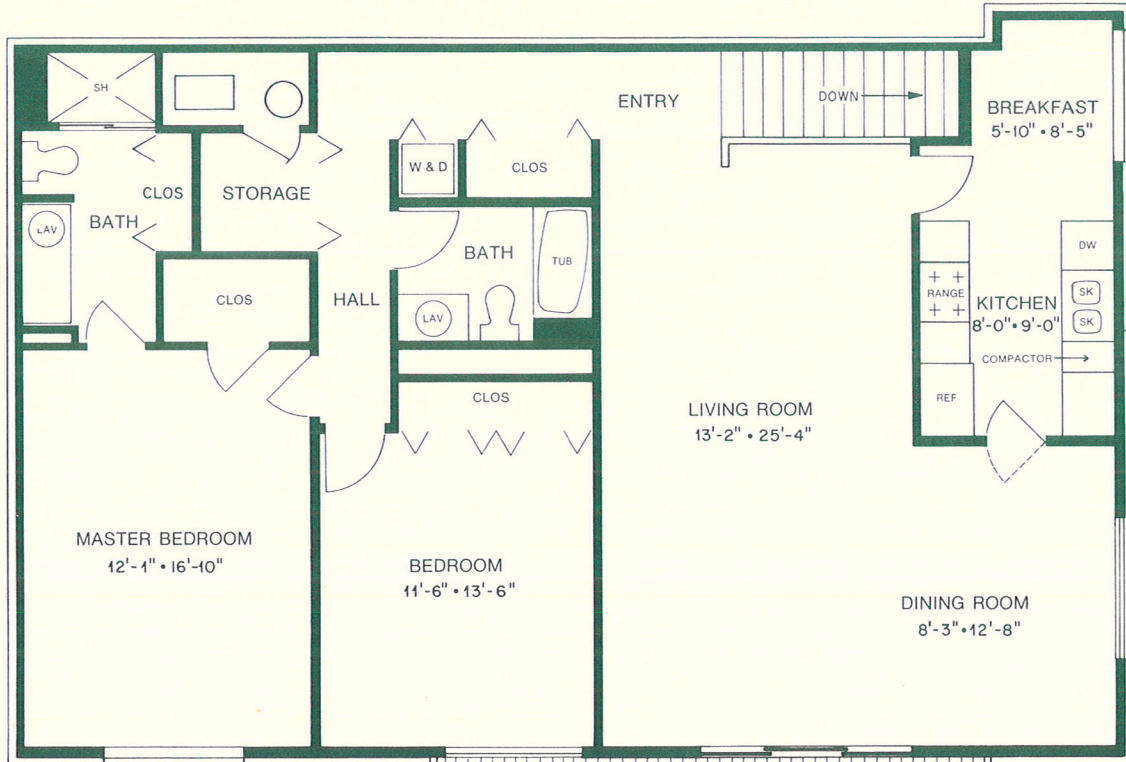 SH
ENTRY
DOWN
BREAKFAST
5'-10" • 8'-5"
W & D
CLOS
CLOS
STORAGE
BATH
LAV
BATH
TUB
DW
CLOS
HALL
RANGE
KITCHEN
8'-0" • 9'-0"
SK
SK
LAV
COMPACTOR
CLOS
REF
LIVING ROOM
13'-2" • 25'-4"
MASTER BEDROOM
12'-1" • 16'-10"
BEDROOM
11'-6" • 13'-6"
DINING ROOM
8'-3" • 12'-8"